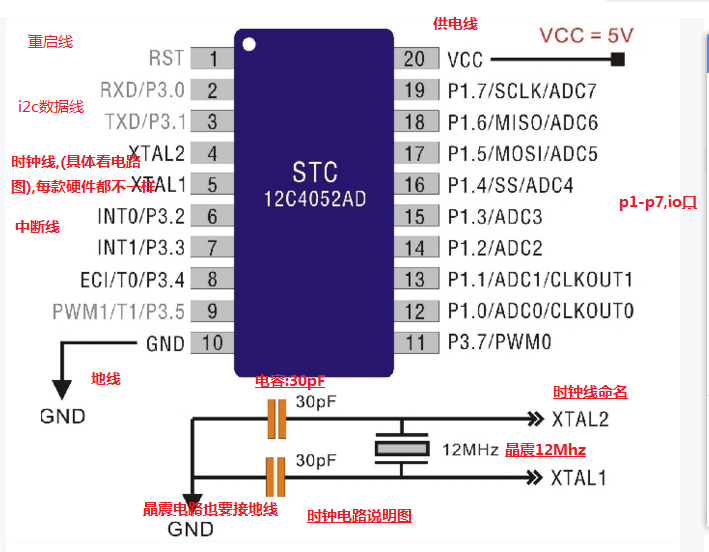 供电线
VCC = 5V
重启线
RST 1
20 VCC
RXD/P3.0 2
19 P1.7/SCLK/ADC7
i2c数据线
TXD/P3.1 3
18 P1.6/MISO/ADC6
时钟线,(具体看电路
图),每款硬件都不一样
XTAL2 4
17 P1.5/MOSI/ADC5
STC
12C4052AD
XTAL1 5
16 P1.4/SS/ADC4
p1-p7,io口
INT0/P3.2 6
15 P1.3/ADC3
中断线
INT1/P3.3 7
14 P1.2/ADC2
ECI/T0/P3.4 8
13 P1.1/ADC1/CLKOUT1
PWM1/T1/P3.5 9
12 P1.0/ADC0/CLKOUT0
GND 10
11 P3.7/PWM0
地线
GND
电容:30pF
30pF
时钟线命名
XTAL2
12MHz
晶震12Mhz
30pF
XTAL1
晶震电路也要接地线
时钟电路说明图
GND